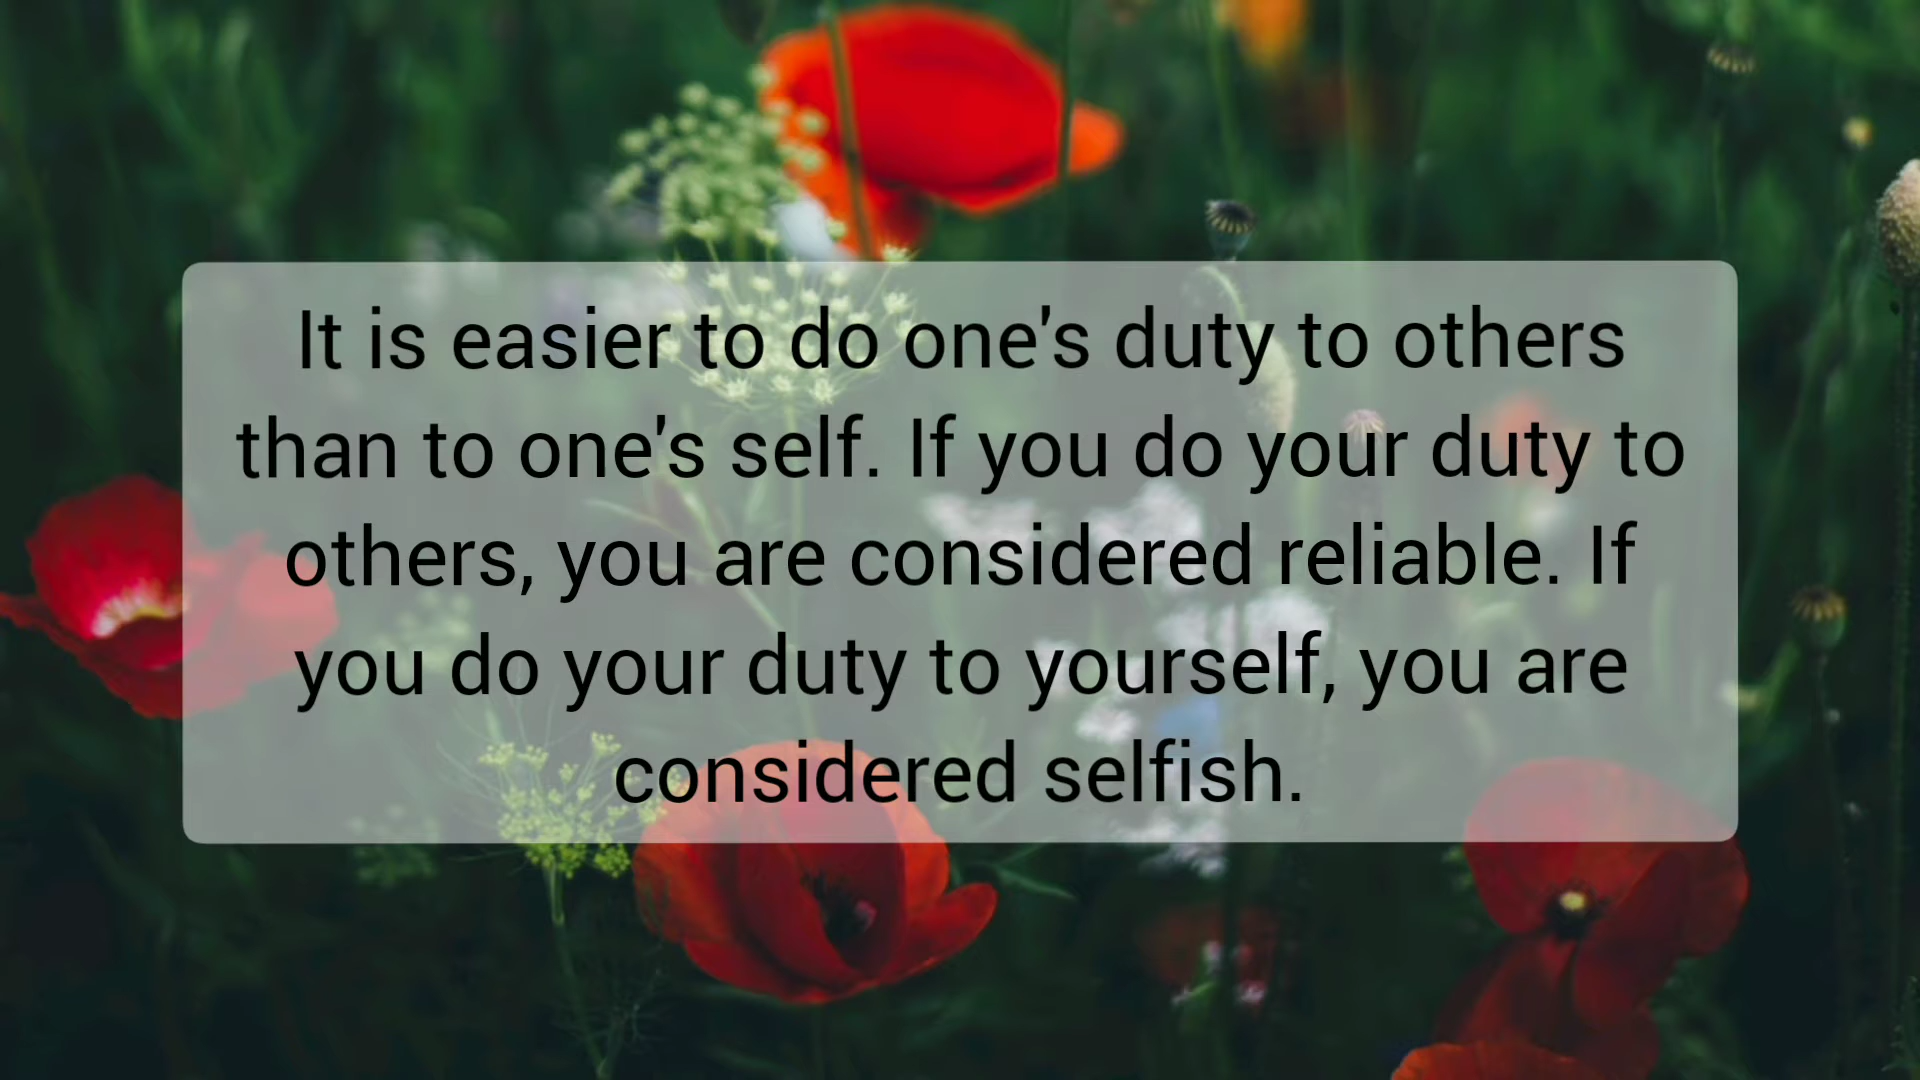 It is easier to do one's duty to others
than to one's self. If you do your duty to
others, you are considered reliable. If
you do your duty to yourself, you are
considered selfish.